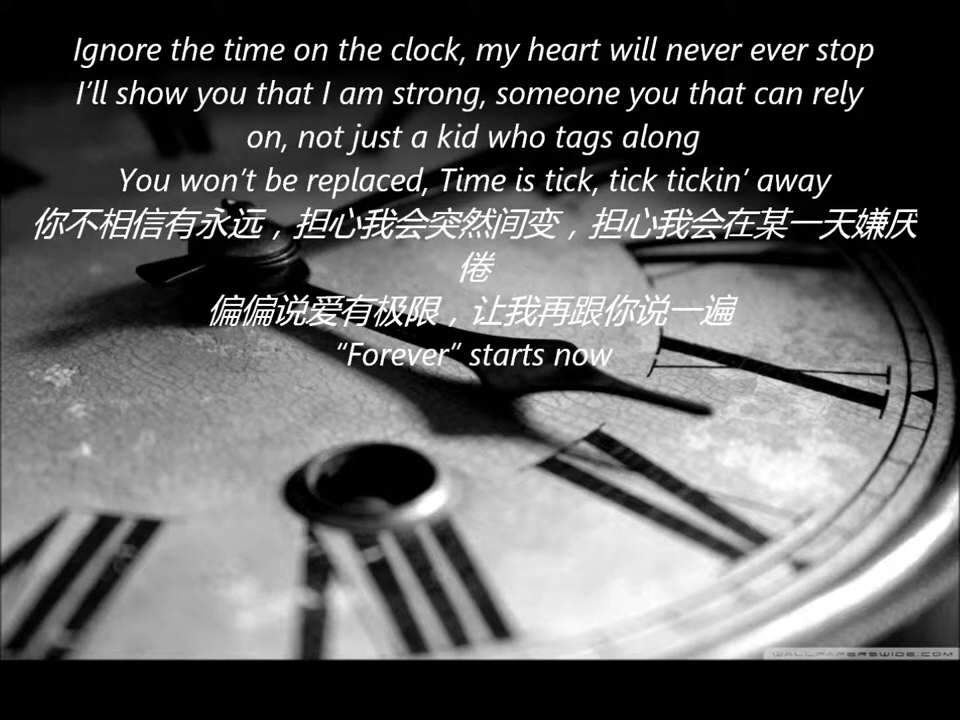 Ignore the time on the clock, my heart will never ever stop
I'll show you that I am strong, someone you that can rely
on, not just a kid who tags along
You won't be replaced, Time is tick, tick tickin' away
你不相信有永远，担心我会突然间变，担心我会在某一天嫌厌
倦
偏偏说爱有极限，让我再跟你说一遍
"Forever" starts now
WALLPAPERSWIDE.COM